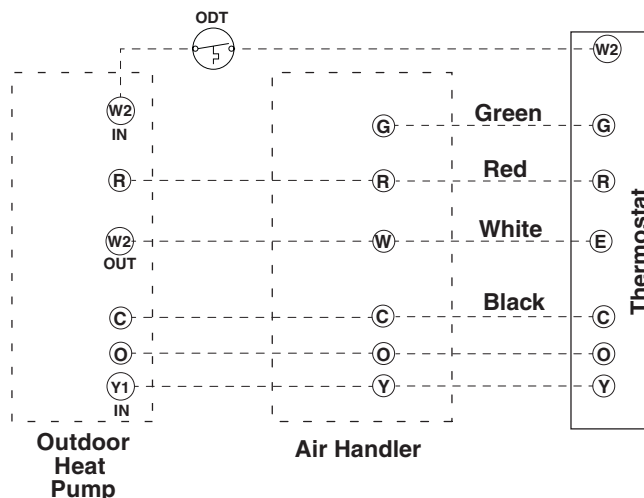 ODT
W2
W2
IN
G
Green
G
R
R
Red
R
W2
OUT
W
White
E
C
C
Black
C
O
O
O
Y1
IN
Y
Y
Thermostat
Outdoor
Heat
Pump
Air Handler